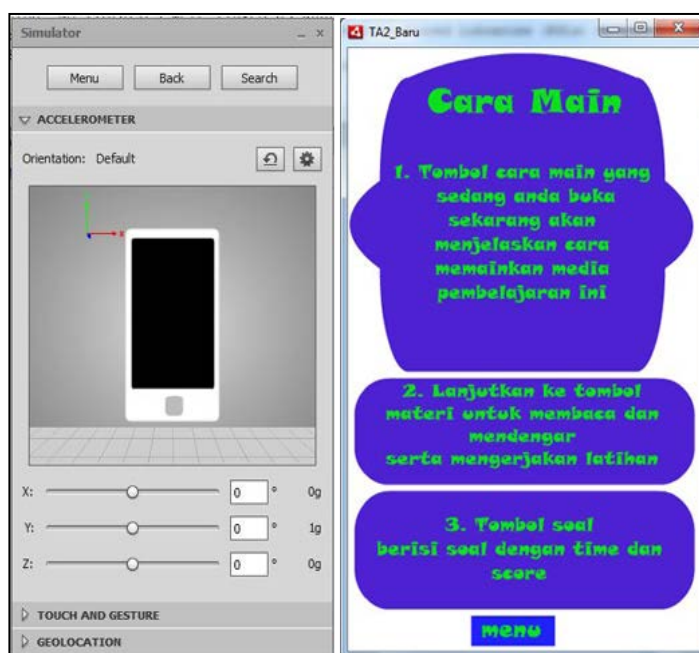 Simulator
Menu
Back
Search
ACCELEROMETER
Orientation: Default
X
X: 0 ° 0g
Y: 0 ° 1g
Z: 0 ° 0g
TOUCH AND GESTURE
GEOLOCATION
TA2_Baru
Cara Main
1. Tombol cara main yang
sedang anda buka
sekarang akan
menjelaskan cara
memainkan media
pembelajaran ini
2. Lanjutkan ke tombol
materi untuk membaca dan
mendengar
serta mengerjakan latihan
3. Tombol soal
berisi soal dengan time dan
score
menu